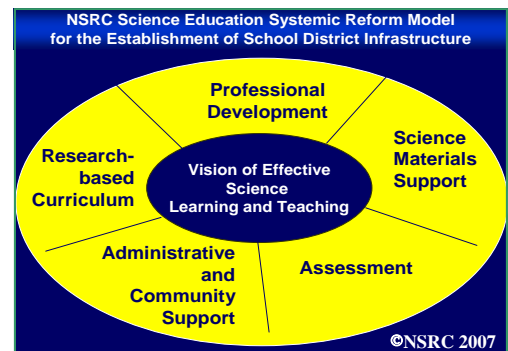 NSRC Science Education Systemic Reform Model
for the Establishment of School District Infrastructure
Professional
Development
Science
Materials
Support
Research-
based
Curriculum
Vision of Effective
Science
Learning and Teaching
Administrative
and
Community
Support
Assessment
©NSRC 2007